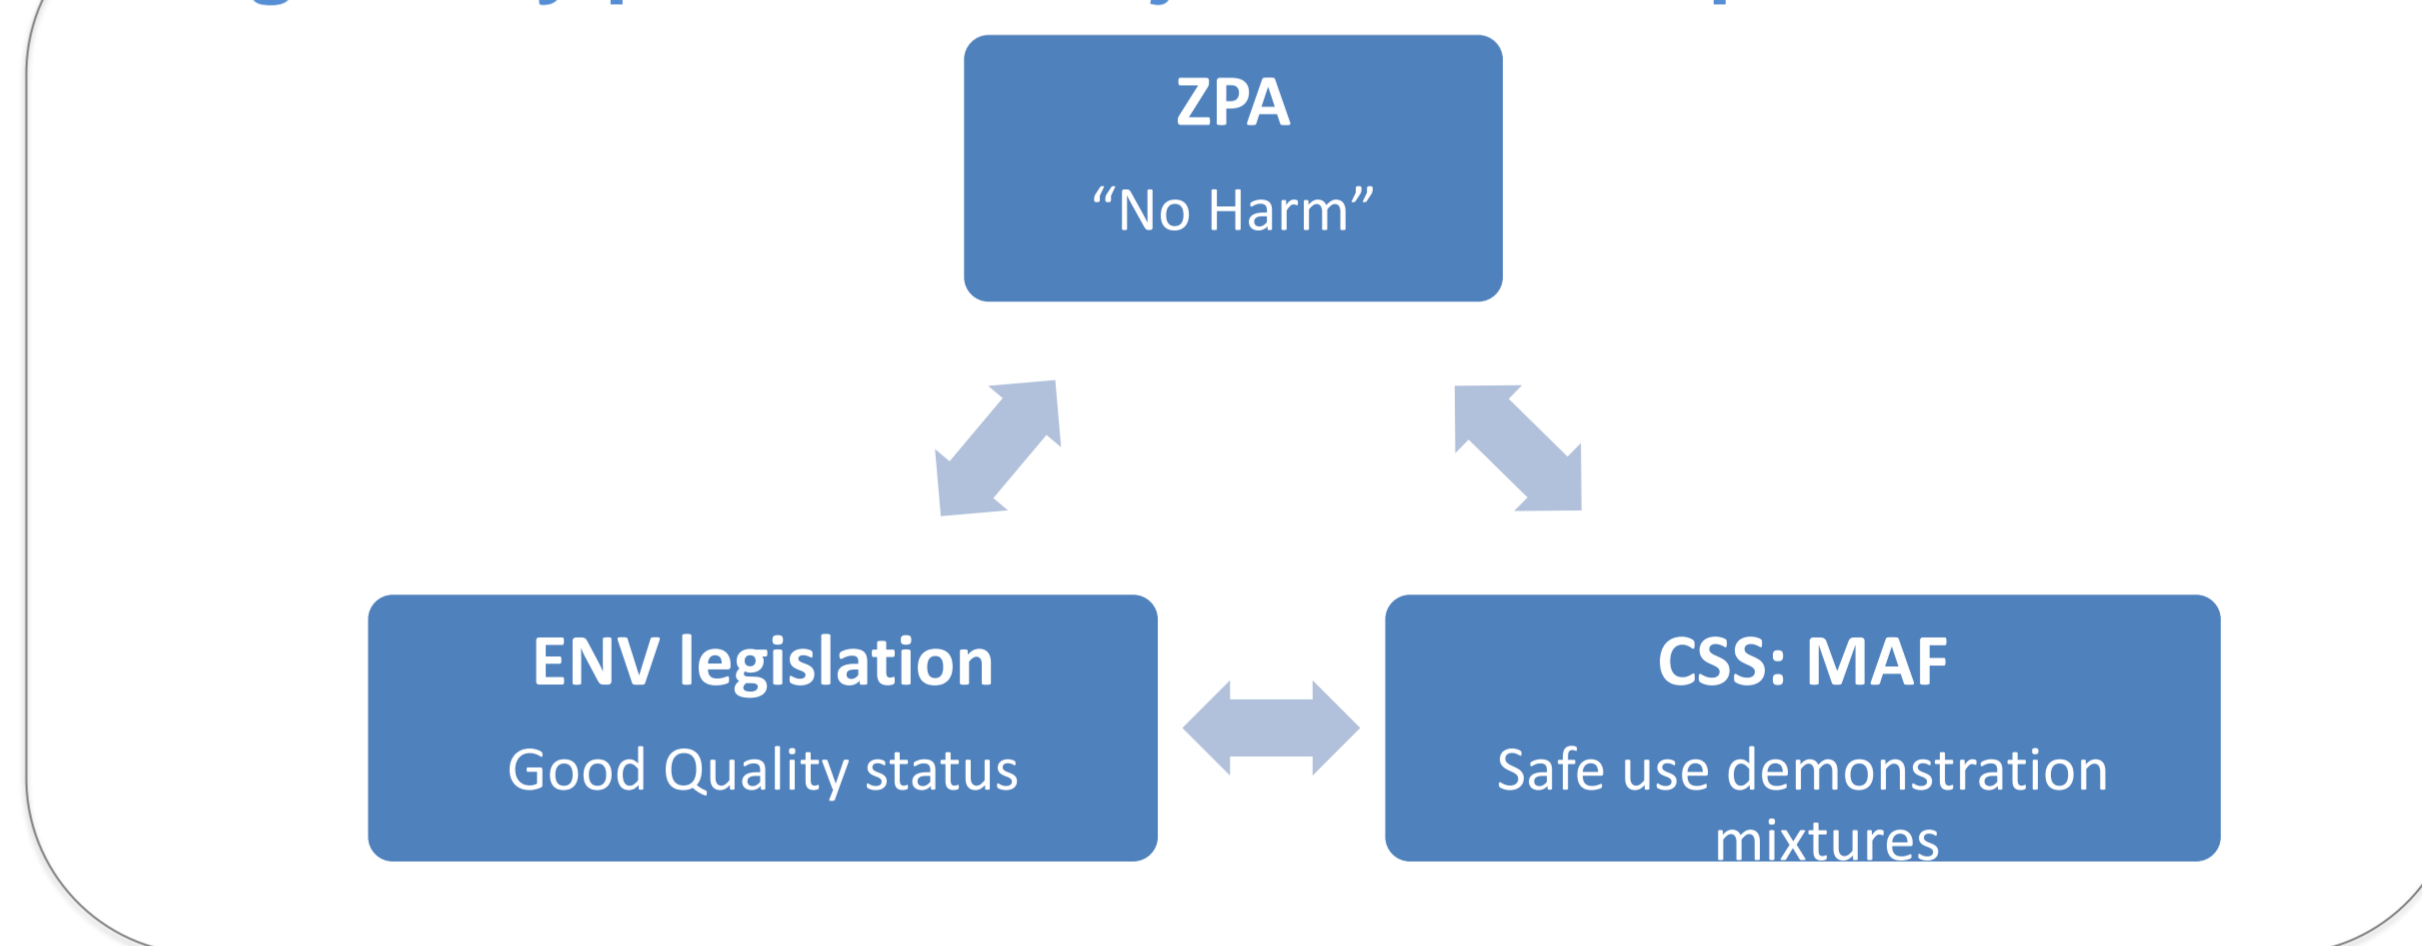 ZPA
“No Harm”
ENV legislation
Good Quality status
CSS: MAF
Safe use demonstration
mixtures